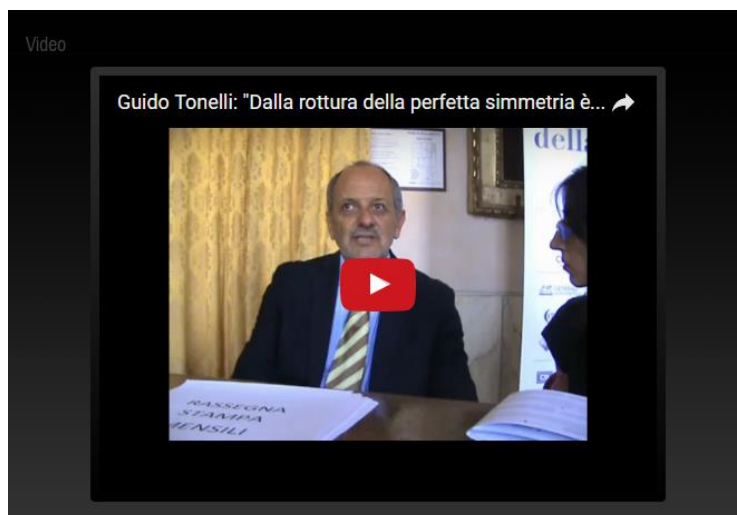 Video
Guido Tonelli: "Dalla rottura della perfetta simmetria è...
della
RASSEGNA
STAMPA
MENSILI